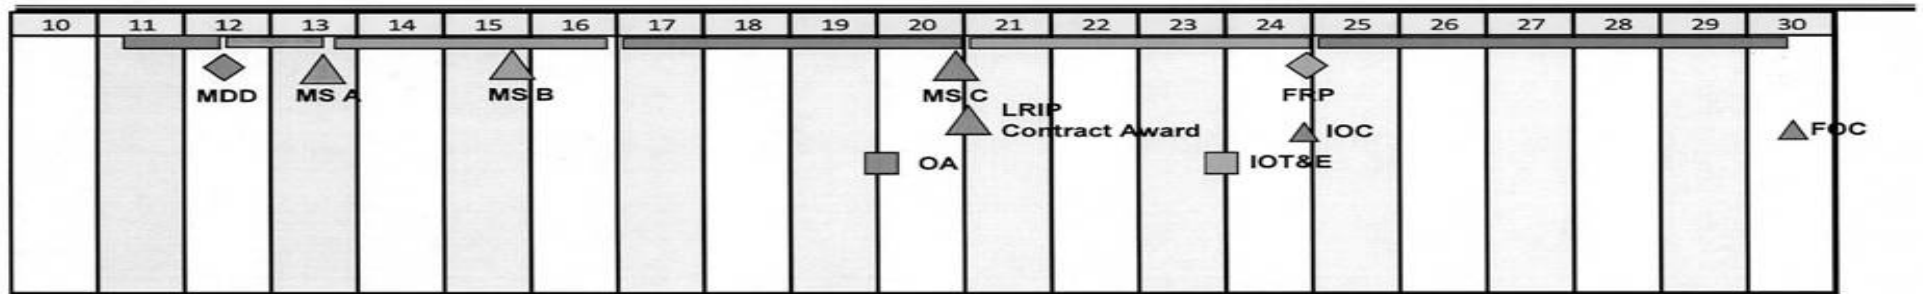 10 11 12 13 14 15 16 17 18 19 20 21 22 23 24 25 26 27 28 29 30
MDD MS A MS B MS C FRP
LRIP
Contract Award IOC FOC
OA IOT&E